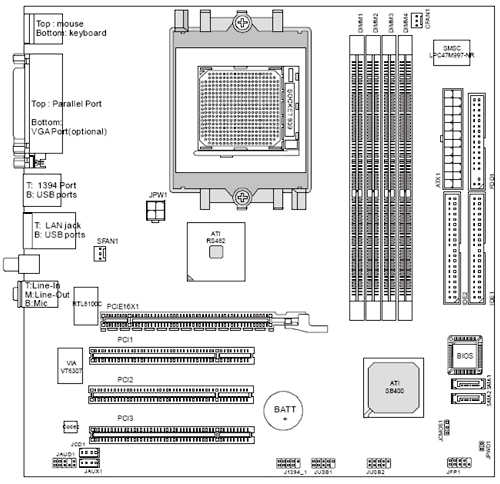 Top : mouse
Bottom: keyboard
Top : Parallel Port
Bottom:
VGA Port(optional)
T: 1394 Port
B: USB ports
T: LAN jack
B: USB ports
T:Line-In
M:Line-Out
B:Mic
SOCKET 939
DIMM1
DIMM2
DIMM3
DIMM4
CFAN1
SMSC
LPC47M997-NR
ATX1
FDD1
IDE2
IDE1
JPW1
SFAN1
ATI
RS482
RTL8100C
PCIE16X1
PCI1
VIA
VT6307
PCI2
PCI3
Codec
JCD1
JAUD1
JAUX1
BATT
+
ATI
SB400
BIOS
SATA1
J1394_1
JUSB1
JUSB2
JFP1